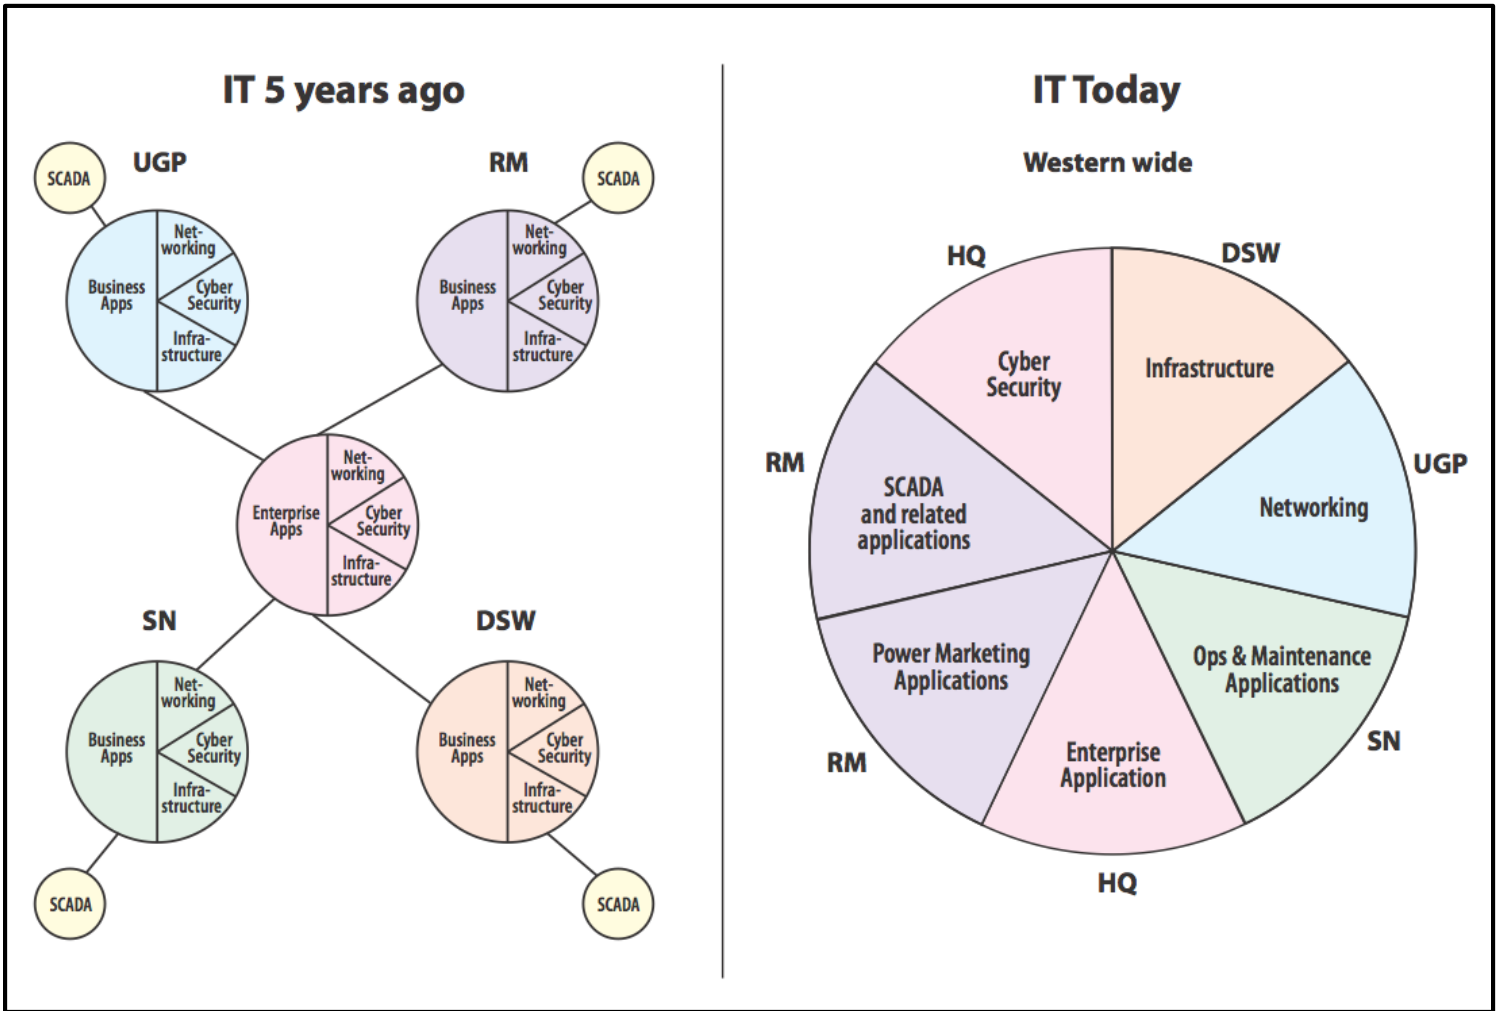 IT 5 years ago
SCADA
UGP
Business
Apps
Net-
working
Cyber
Security
Infra-
structure
RM
SCADA
Business
Apps
Net-
working
Cyber
Security
Infra-
structure
Enterprise
Apps
Net-
working
Cyber
Security
Infra-
structure
SN
Business
Apps
Net-
working
Cyber
Security
Infra-
structure
SCADA
DSW
Business
Apps
Net-
working
Cyber
Security
Infra-
structure
SCADA
IT Today
Western wide
HQ
Cyber
Security
DSW
Infrastructure
UGP
Networking
RM
SCADA
and related
applications
Power Marketing
Applications
RM
Enterprise
Application
HQ
Ops & Maintenance
Applications
SN